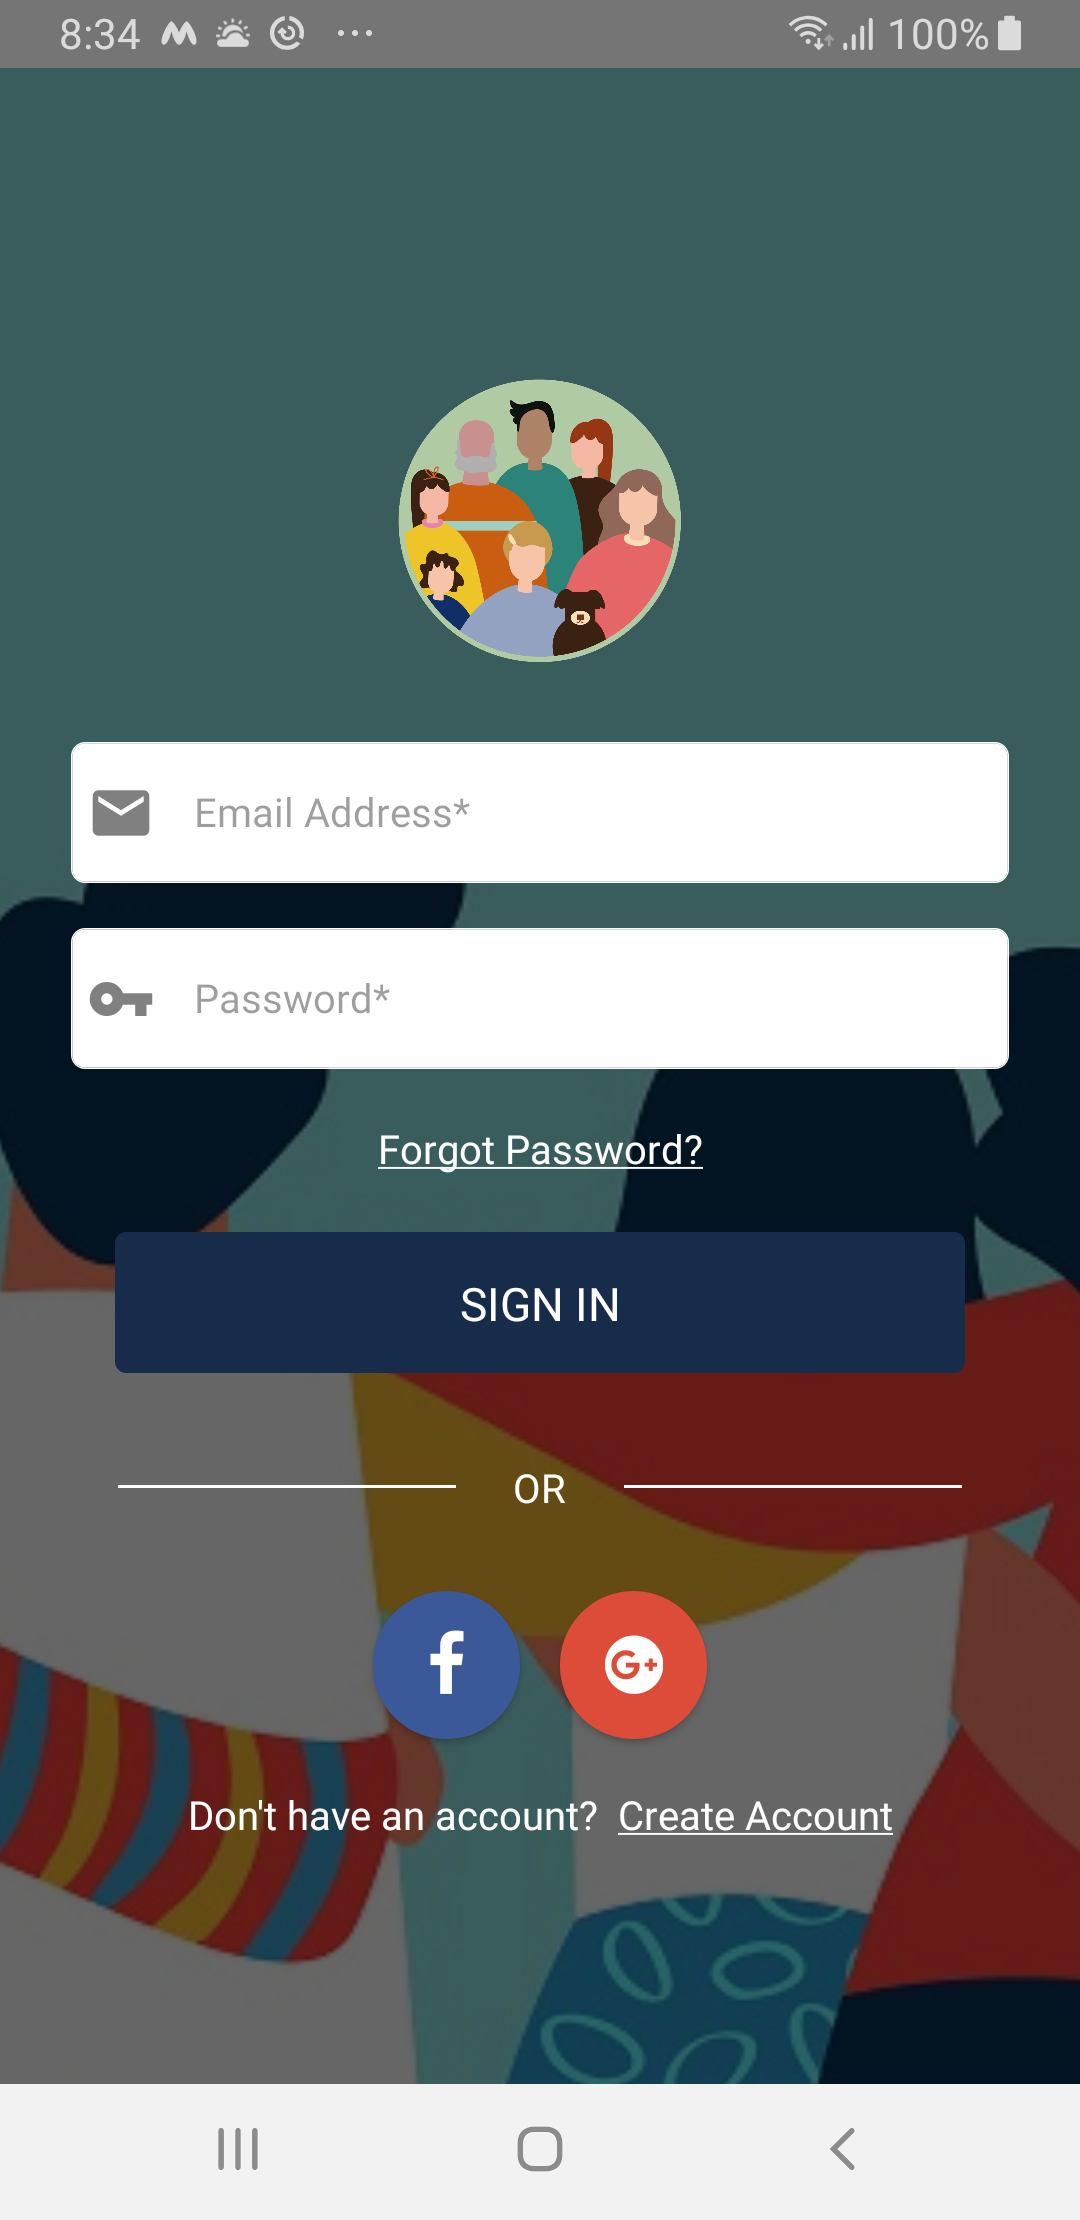 8:34 100%
Email Address*
Password*
Forgot Password?
SIGN IN
OR
f G+
Don't have an account? Create Account